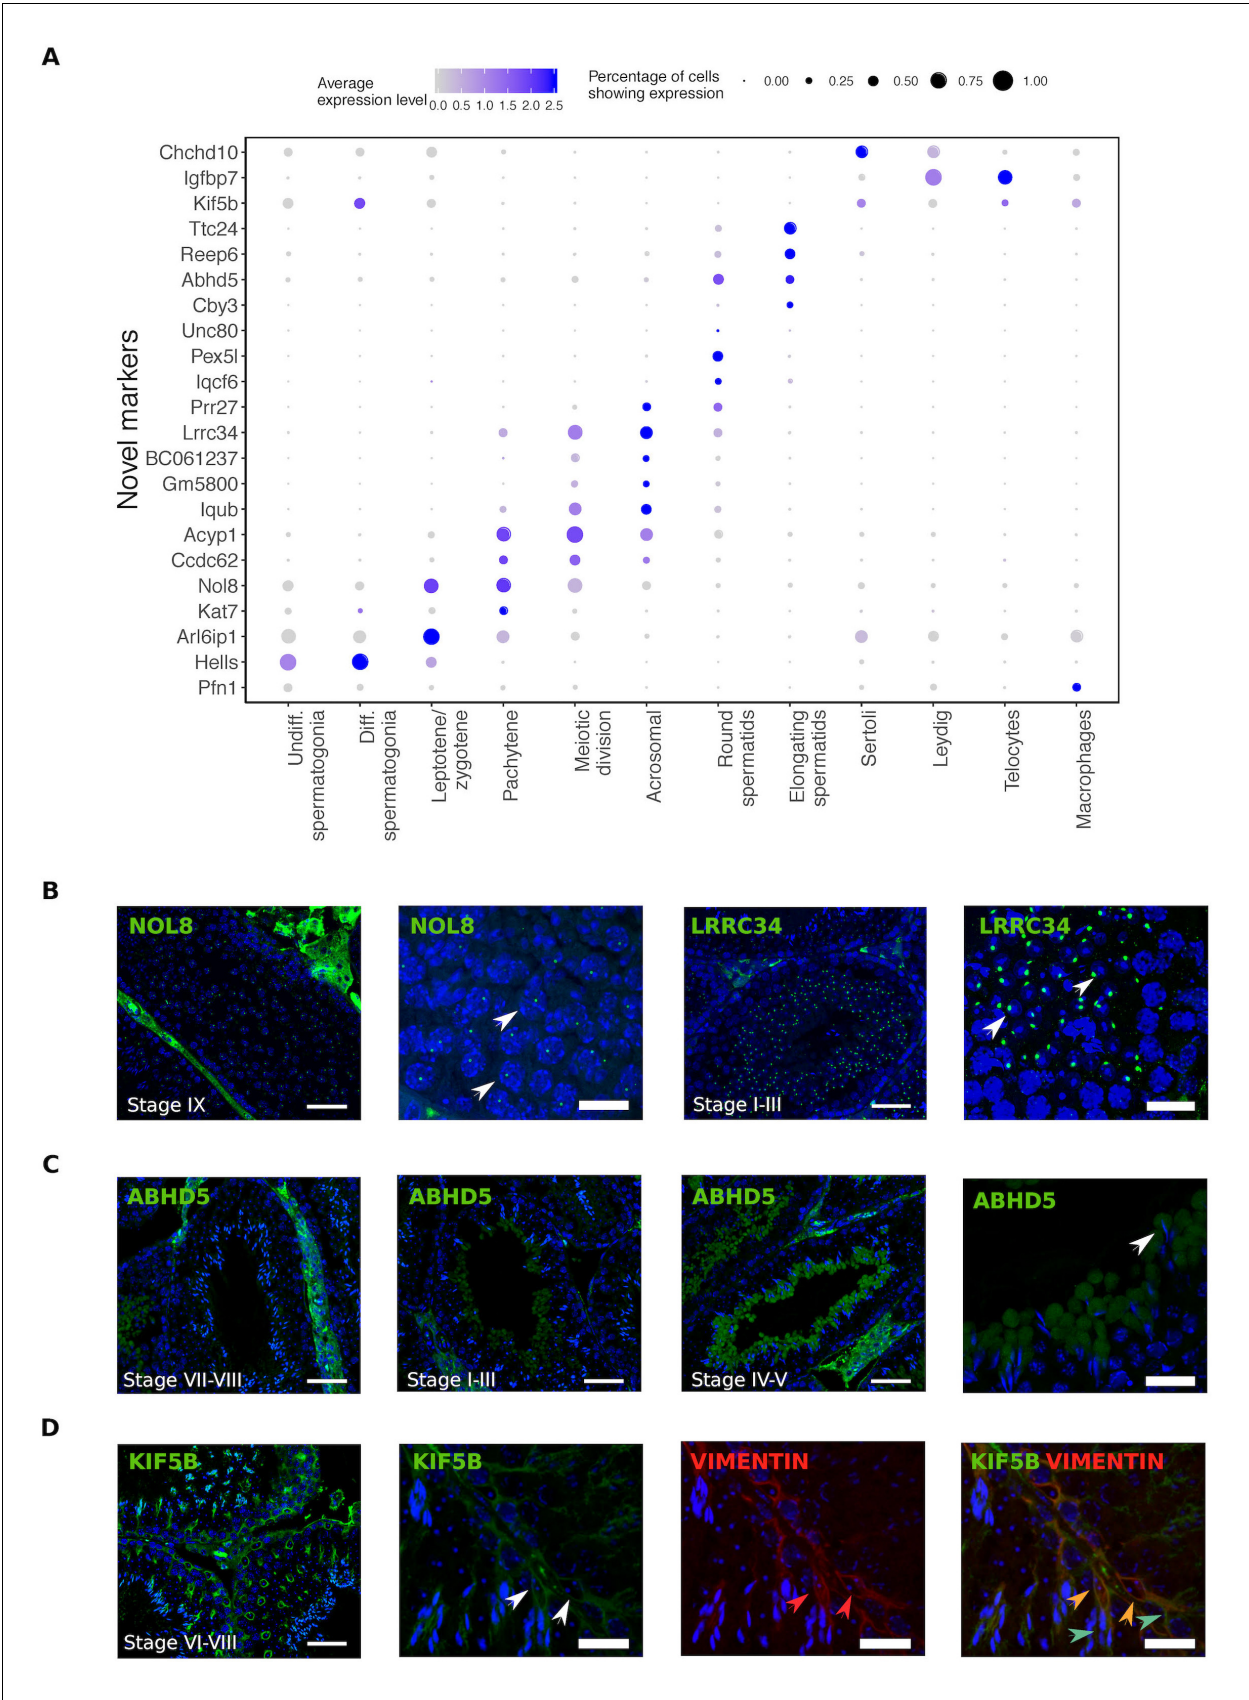 A
Average
expression level
0.0 0.5 1.0 1.5 2.0 2.5
Percentage of cells
showing expression
0.00 0.25 0.50 0.75 1.00
Novel markers
Chchd10
Igfbp7
Kif5b
Ttc24
Reep6
Abhd5
Cby3
Unc80
Pex5l
Iqcf6
Prr27
Lrrc34
BC061237
Gm5800
Iqub
Acyp1
Ccdc62
Nol8
Kat7
Arl6ip1
Hells
Pfn1
Undiff.
spermatogonia
Diff.
spermatogonia
Leptotene/
zygotene
Pachytene
Meiotic
division
Acrosomal
Round
spermatids
Elongating
spermatids
Sertoli
Leydig
Telocytes
Macrophages
B
NOL8
Stage IX
NOL8
LRRC34
Stage I-III
LRRC34
C
ABHD5
Stage VII-VIII
ABHD5
Stage I-III
ABHD5
Stage IV-V
ABHD5
D
KIF5B
Stage VI-VIII
KIF5B
VIMENTIN
KIF5B VIMENTIN